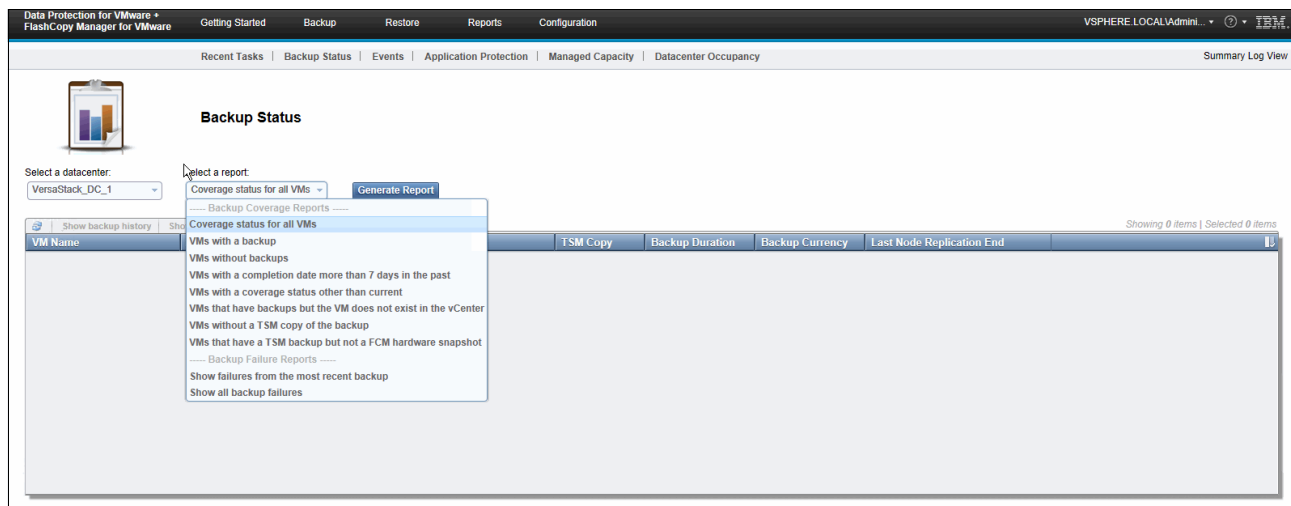 Data Protection for VMware +
FlashCopy Manager for VMware
Getting Started Backup Restore Reports Configuration
VSPHERE.LOCAL\Admini... ? IBM.
Recent Tasks | Backup Status | Events | Application Protection | Managed Capacity | Datacenter Occupancy
Summary Log View
Backup Status
Select a datacenter:
VersaStack_DC_1
elect a report:
Coverage status for all VMs
Generate Report
Show backup history | Sho
Showing 0 items | Selected 0 items
VM Name TSM Copy Backup Duration Backup Currency Last Node Replication End
----- Backup Coverage Reports -----
Coverage status for all VMs
VMs with a backup
VMs without backups
VMs with a completion date more than 7 days in the past
VMs with a coverage status other than current
VMs that have backups but the VM does not exist in the vCenter
VMs without a TSM copy of the backup
VMs that have a TSM backup but not a FCM hardware snapshot
----- Backup Failure Reports -----
Show failures from the most recent backup
Show all backup failures